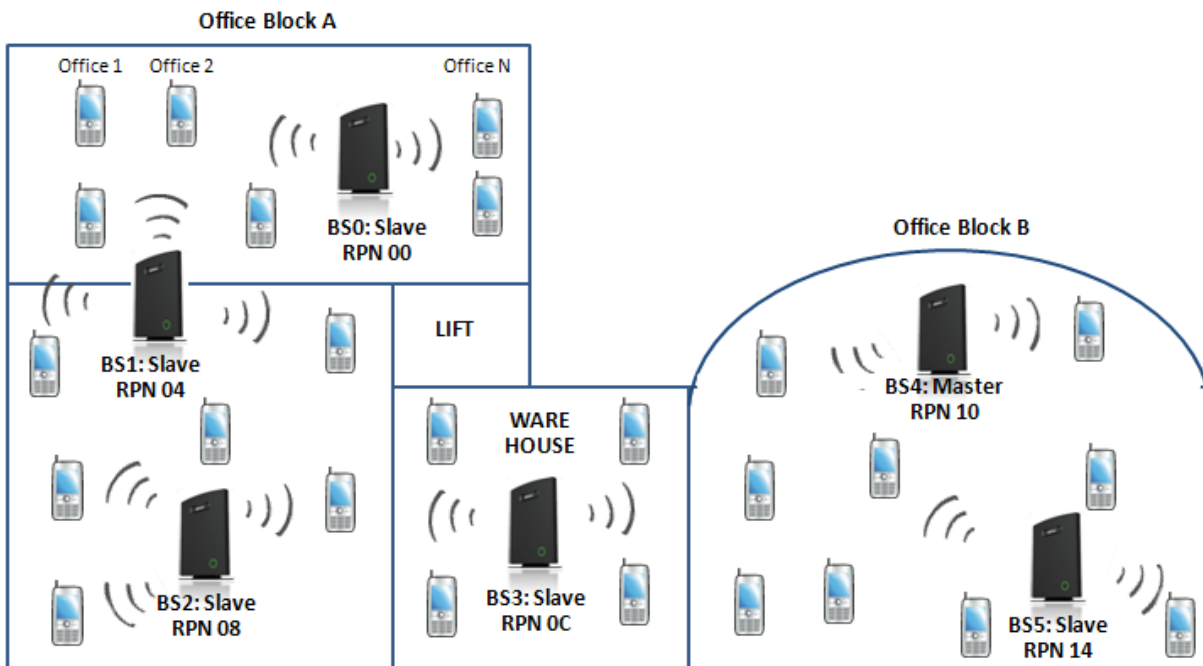 Office Block A
Office 1
Office 2
Office N
BS0: Slave
RPN 00
BS1: Slave
RPN 04
LIFT
Office Block B
BS4: Master
RPN 10
WARE
HOUSE
BS2: Slave
RPN 08
BS3: Slave
RPN 0C
BS5: Slave
RPN 14